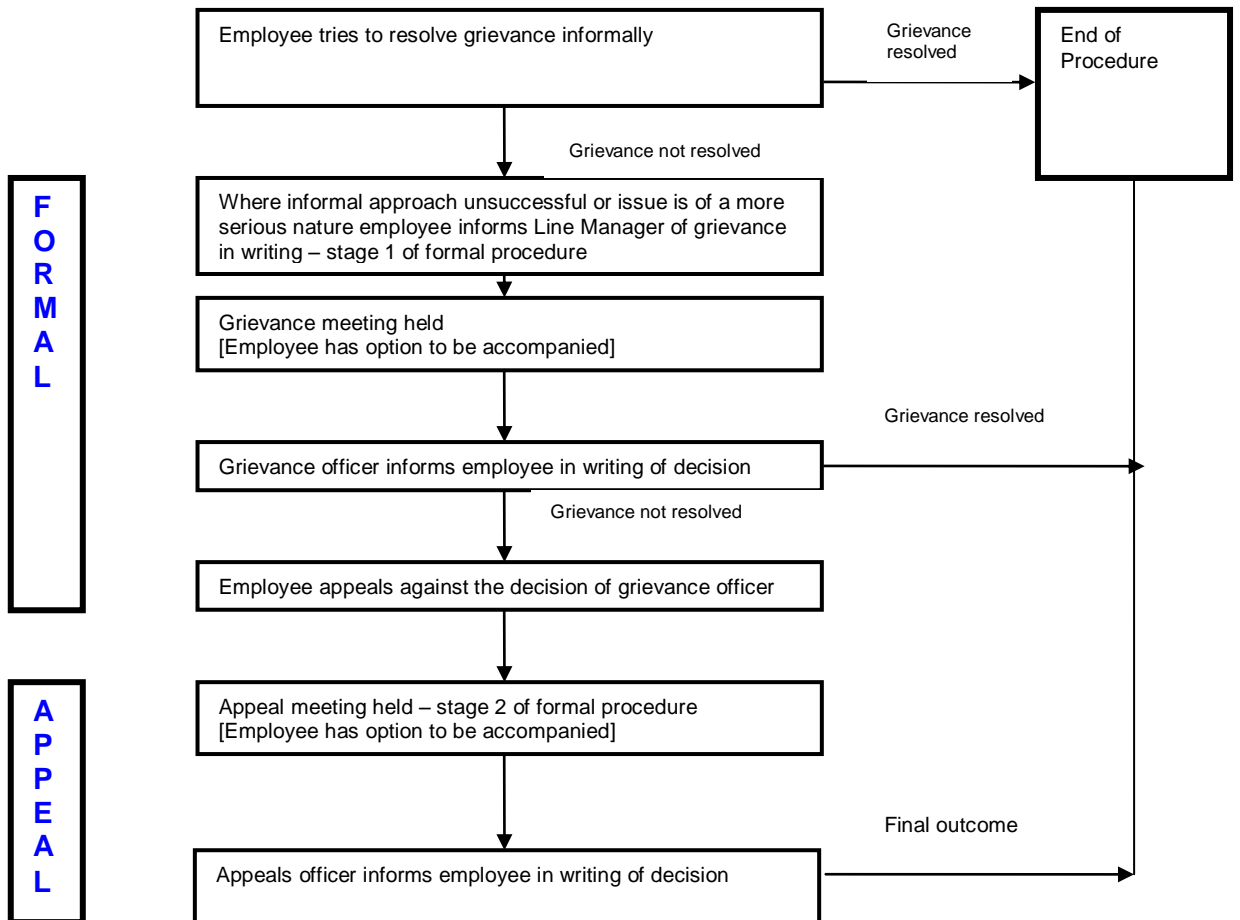 Employee tries to resolve grievance informally
Grievance
resolved
End of
Procedure
Grievance not resolved
F
O
R
M
A
L
Where informal approach unsuccessful or issue is of a more
serious nature employee informs Line Manager of grievance
in writing – stage 1 of formal procedure
Grievance meeting held
[Employee has option to be accompanied]
Grievance resolved
Grievance officer informs employee in writing of decision
Grievance not resolved
Employee appeals against the decision of grievance officer
A
P
P
E
A
L
Appeal meeting held – stage 2 of formal procedure
[Employee has option to be accompanied]
Final outcome
Appeals officer informs employee in writing of decision